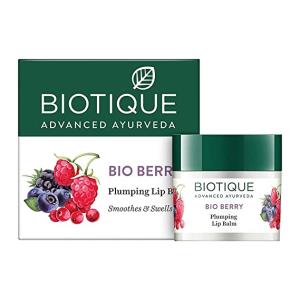 BIOTIQUE
ADVANCED AYURVEDA
BIO BERRY
Plumping Lip B
Smoothes & Swells
BIOTIQUE
ADVANCED AYURVEDA
BIO BERRY
Plumping
Lip Balm